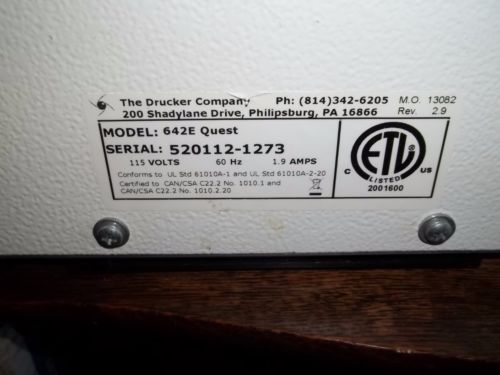 The Drucker Company Ph: (814)342-6205 M.O. 13082
200 Shadylane Drive, Philipsburg, PA 16866 Rev. 2.9
MODEL: 642E Quest
SERIAL: 520112-1273
115 VOLTS 60 Hz 1.9 AMPS
Conforms to UL Std 61010A-1 and UL Std 61010A-2-20
Certified to CAN/CSA C22.2 No. 1010.1 and
CAN/CSA C22.2 No. 1010.2.20
ETL
C LISTED US
2001600